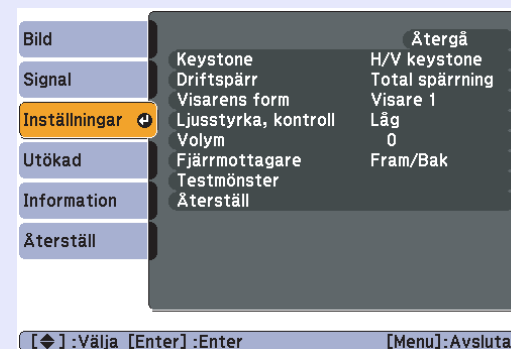 Bild
Signal
Inställningar
Utökad
Information
Återställ
Återgå
Keystone H/V keystone
Driftspärr Total spärrning
Visarens form Visare 1
Ljusstyrka, kontroll Låg
Volym 0
Fjärrmottagare Fram/Bak
Testmönster
Återställ
[◆] :Välja [Enter] :Enter [Menu]:Avsluta